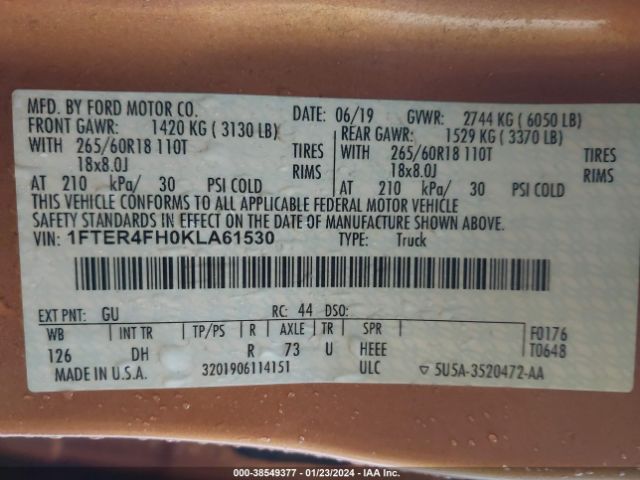 MFD. BY FORD MOTOR CO. DATE: 06/19 GVWR: 2744 KG ( 6050 LB)
FRONT GAWR: 1420 KG ( 3130 LB) REAR GAWR: 1529 KG ( 3370 LB)
WITH 265/60R18 110T TIRES WITH 265/60R18 110T TIRES
18x8.0J RIMS 18x8.0J RIMS
AT 210 kPa/ 30 PSI COLD AT 210 kPa/ 30 PSI COLD
THIS VEHICLE CONFORMS TO ALL APPLICABLE FEDERAL MOTOR VEHICLE
SAFETY STANDARDS IN EFFECT ON THE DATE OF MANUFACTURE SHOWN ABOVE.
VIN: 1FTER4FH0KLA61530 TYPE: Truck
EXT PNT: GU RC: 44 DSO:
WB INT TR TP/PS R AXLE TR SPR F0176
126 DH R 73 U HEEE T0648
MADE IN U.S.A. 3201906114151 ULC ▽ 5U5A-3520472-AA
000-38549377 - 01/23/2024 - IAA Inc.